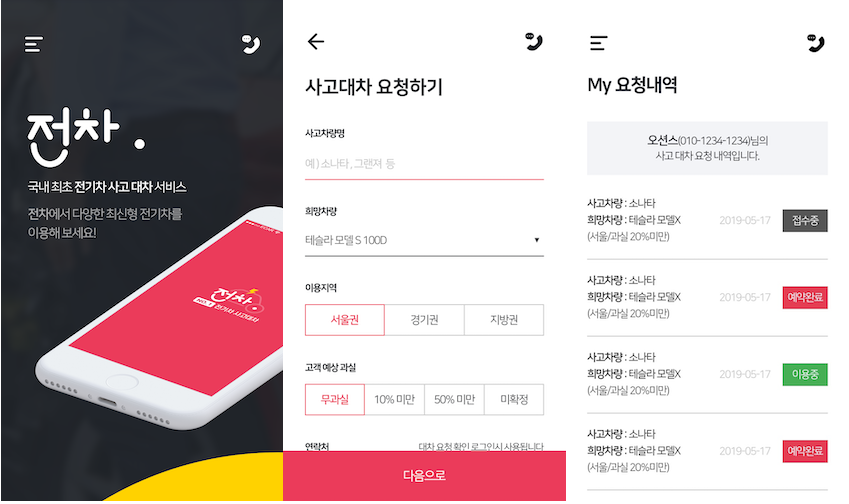 전차.
국내 최초 전기차 사고 대차 서비스
전차에서 다양한 최신형 전기차를
이용해 보세요!
전차
NO.1 전기차 사고대차
사고대차 요청하기
사고차량명
예) 소나타, 그랜져 등
희망차량
테슬라 모델 S 100D
이용지역
서울권 경기권 지방권
고객 예상 과실
무과실 10% 미만 50% 미만 미확정
연락처 대차 요청 확인 로그인시 사용됩니다
다음으로
My 요청내역
오션스(010-1234-1234)님의
사고 대차 요청 내역입니다.
사고차량 : 소나타
희망차량 : 테슬라 모델X 2019-05-17 접수중
(서울/과실 20%미만)
사고차량 : 소나타
희망차량 : 테슬라 모델X 2019-05-17 예약완료
(서울/과실 20%미만)
사고차량 : 소나타
희망차량 : 테슬라 모델X 2019-05-17 이용중
(서울/과실 20%미만)
사고차량 : 소나타
희망차량 : 테슬라 모델X 2019-05-17 예약완료
(서울/과실 20%미만)